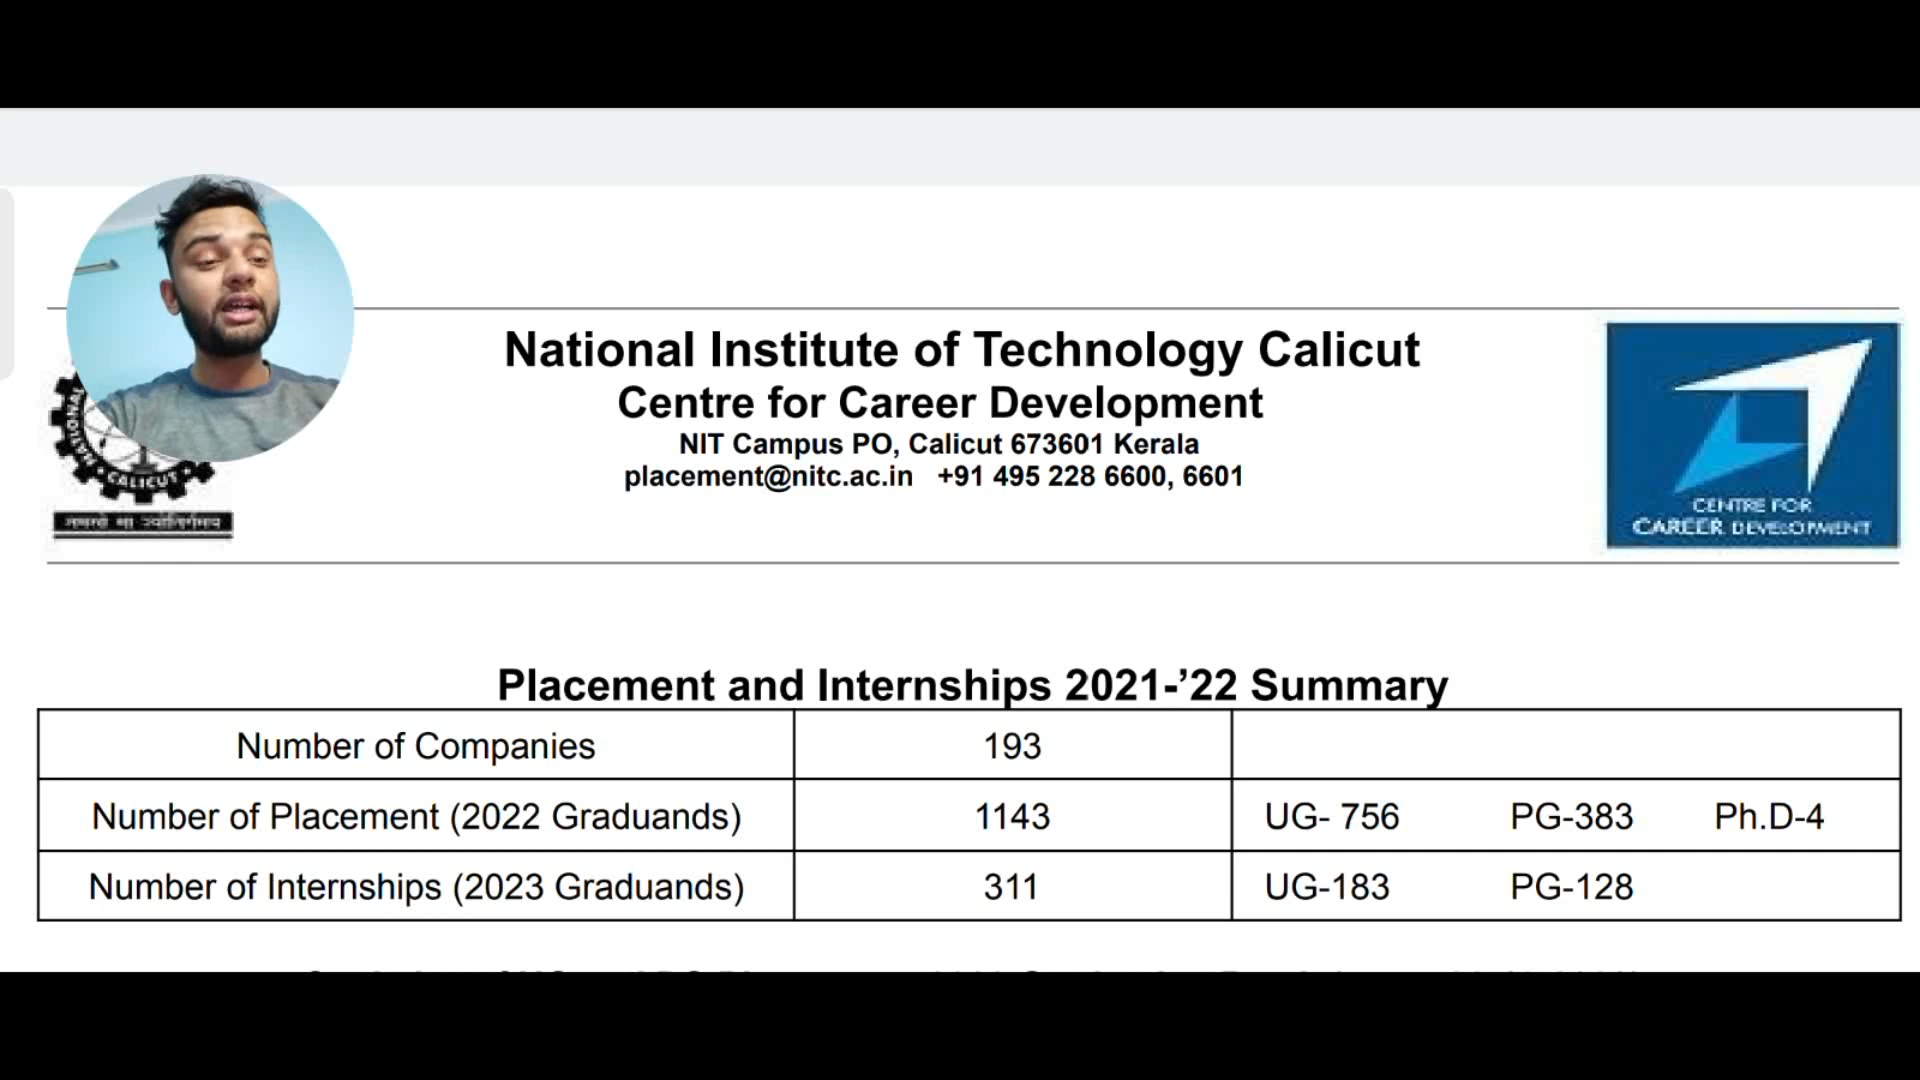 National Institute of Technology Calicut
Centre for Career Development
NIT Campus PO, Calicut 673601 Kerala
placement@nitc.ac.in +91 495 228 6600, 6601
CALICUT
तमसो मा ज्योतिर्गमय
CENTRE FOR
CAREER DEVELOPMENT
Placement and Internships 2021-’22 Summary
Number of Companies 193
Number of Placement (2022 Graduands) 1143 UG- 756 PG-383 Ph.D-4
Number of Internships (2023 Graduands) 311 UG-183 PG-128